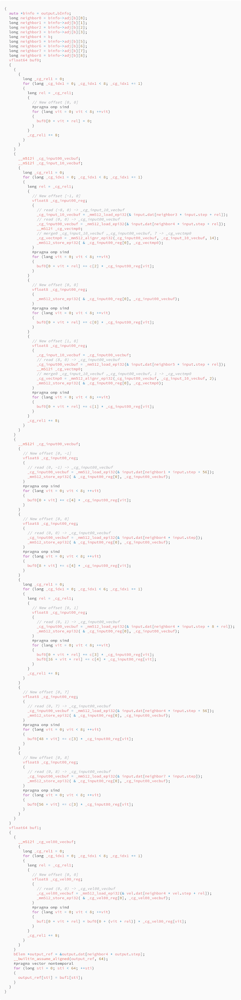 {
  auto *binfo = output.bInfo;
  long neighbor0 = binfo->adj[b][0];
  long neighbor1 = binfo->adj[b][1];
  long neighbor2 = binfo->adj[b][2];
  long neighbor3 = binfo->adj[b][3];
  long neighbor4 = b;
  long neighbor5 = binfo->adj[b][5];
  long neighbor6 = binfo->adj[b][6];
  long neighbor7 = binfo->adj[b][7];
  long neighbor8 = binfo->adj[b][8];
  vfloat64 buf0;
  {
    {
      {
        long _cg_rel1 = 0;
        for (long _cg_idx1 = 0; _cg_idx1 < 8; _cg_idx1 += 1)
        {
          long rel = _cg_rel1;
          {
            // New offset [0, 0]
            #pragma omp simd
            for (long vit = 0; vit < 8; ++vit)
            {
              buf0[0 + vit + rel] = 0;
            }
          }
          _cg_rel1 += 8;
        }
      }
    }
    {
      __m512i _cg_input00_vecbuf;
      __m512i _cg_input_10_vecbuf;
      {
        long _cg_rel1 = 0;
        for (long _cg_idx1 = 0; _cg_idx1 < 8; _cg_idx1 += 1)
        {
          long rel = _cg_rel1;
          {
            // New offset [-1, 0]
            vfloat8 _cg_input00_reg;
            {
              // read (-8, 0) -> _cg_input_10_vecbuf
              _cg_input_10_vecbuf = _mm512_load_epi32(& input.dat[neighbor3 * input.step + rel]);
              // read (0, 0) -> _cg_input00_vecbuf
              _cg_input00_vecbuf = _mm512_load_epi32(& input.dat[neighbor4 * input.step + rel]);
              __m512i _cg_vectmp0;
              // merge0 _cg_input_10_vecbuf ,_cg_input00_vecbuf, 7 -> _cg_vectmp0
              _cg_vectmp0 = _mm512_alignr_epi32(_cg_input00_vecbuf, _cg_input_10_vecbuf, 14);
              _mm512_store_epi32( & _cg_input00_reg[0], _cg_vectmp0);
            }
            #pragma omp simd
            for (long vit = 0; vit < 8; ++vit)
            {
              buf0[0 + vit + rel] += c[2] * _cg_input00_reg[vit];
            }
          }
          {
            // New offset [0, 0]
            vfloat8 _cg_input00_reg;
            {
              _mm512_store_epi32( & _cg_input00_reg[0], _cg_input00_vecbuf);
            }
            #pragma omp simd
            for (long vit = 0; vit < 8; ++vit)
            {
              buf0[0 + vit + rel] += c[0] * _cg_input00_reg[vit];
            }
          }
          {
            // New offset [1, 0]
            vfloat8 _cg_input00_reg;
            {
              _cg_input_10_vecbuf = _cg_input00_vecbuf;
              // read (8, 0) -> _cg_input00_vecbuf
              _cg_input00_vecbuf = _mm512_load_epi32(& input.dat[neighbor5 * input.step + rel]);
              __m512i _cg_vectmp0;
              // merge0 _cg_input_10_vecbuf ,_cg_input00_vecbuf, 1 -> _cg_vectmp0
              _cg_vectmp0 = _mm512_alignr_epi32(_cg_input00_vecbuf, _cg_input_10_vecbuf, 2);
              _mm512_store_epi32( & _cg_input00_reg[0], _cg_vectmp0);
            }
            #pragma omp simd
            for (long vit = 0; vit < 8; ++vit)
            {
              buf0[0 + vit + rel] += c[1] * _cg_input00_reg[vit];
            }
          }
          _cg_rel1 += 8;
        }
      }
    }
    {
      __m512i _cg_input00_vecbuf;
      {
        // New offset [0, -1]
        vfloat8 _cg_input00_reg;
        {
          // read (0, -1) -> _cg_input00_vecbuf
          _cg_input00_vecbuf = _mm512_load_epi32(& input.dat[neighbor1 * input.step + 56]);
          _mm512_store_epi32( & _cg_input00_reg[0], _cg_input00_vecbuf);
        }
        #pragma omp simd
        for (long vit = 0; vit < 8; ++vit)
        {
          buf0[0 + vit] += c[4] * _cg_input00_reg[vit];
        }
      }
      {
        // New offset [0, 0]
        vfloat8 _cg_input00_reg;
        {
          // read (0, 0) -> _cg_input00_vecbuf
          _cg_input00_vecbuf = _mm512_load_epi32(& input.dat[neighbor4 * input.step]);
          _mm512_store_epi32( & _cg_input00_reg[0], _cg_input00_vecbuf);
        }
        #pragma omp simd
        for (long vit = 0; vit < 8; ++vit)
        {
          buf0[8 + vit] += c[4] * _cg_input00_reg[vit];
        }
      }
      {
        long _cg_rel1 = 0;
        for (long _cg_idx1 = 0; _cg_idx1 < 6; _cg_idx1 += 1)
        {
          long rel = _cg_rel1;
          {
            // New offset [0, 1]
            vfloat8 _cg_input00_reg;
            {
              // read (0, 1) -> _cg_input00_vecbuf
              _cg_input00_vecbuf = _mm512_load_epi32(& input.dat[neighbor4 * input.step + 8 + rel]);
              _mm512_store_epi32( & _cg_input00_reg[0], _cg_input00_vecbuf);
            }
            #pragma omp simd
            for (long vit = 0; vit < 8; ++vit)
            {
              buf0[0 + vit + rel] += c[3] * _cg_input00_reg[vit];
              buf0[16 + vit + rel] += c[4] * _cg_input00_reg[vit];
            }
          }
          _cg_rel1 += 8;
        }
      }
      {
        // New offset [0, 7]
        vfloat8 _cg_input00_reg;
        {
          // read (0, 7) -> _cg_input00_vecbuf
          _cg_input00_vecbuf = _mm512_load_epi32(& input.dat[neighbor4 * input.step + 56]);
          _mm512_store_epi32( & _cg_input00_reg[0], _cg_input00_vecbuf);
        }
        #pragma omp simd
        for (long vit = 0; vit < 8; ++vit)
        {
          buf0[48 + vit] += c[3] * _cg_input00_reg[vit];
        }
      }
      {
        // New offset [0, 8]
        vfloat8 _cg_input00_reg;
        {
          // read (0, 8) -> _cg_input00_vecbuf
          _cg_input00_vecbuf = _mm512_load_epi32(& input.dat[neighbor7 * input.step]);
          _mm512_store_epi32( & _cg_input00_reg[0], _cg_input00_vecbuf);
        }
        #pragma omp simd
        for (long vit = 0; vit < 8; ++vit)
        {
          buf0[56 + vit] += c[3] * _cg_input00_reg[vit];
        }
      }
    }
  }
  vfloat64 buf1;
  {
    {
      __m512i _cg_vel00_vecbuf;
      {
        long _cg_rel1 = 0;
        for (long _cg_idx1 = 0; _cg_idx1 < 8; _cg_idx1 += 1)
        {
          long rel = _cg_rel1;
          {
            // New offset [0, 0]
            vfloat8 _cg_vel00_reg;
            {
              // read (0, 0) -> _cg_vel00_vecbuf
              _cg_vel00_vecbuf = _mm512_load_epi32(& vel.dat[neighbor4 * vel.step + rel]);
              _mm512_store_epi32( & _cg_vel00_reg[0], _cg_vel00_vecbuf);
            }
            #pragma omp simd
            for (long vit = 0; vit < 8; ++vit)
            {
              buf1[0 + vit + rel] = buf0[0 + (vit + rel)] * _cg_vel00_reg[vit];
            }
          }
          _cg_rel1 += 8;
        }
      }
    }
    bElem *output_ref = &output.dat[neighbor4 * output.step];
    __builtin_assume_aligned(output_ref, 64);
    #pragma vector nontemporal
    for (long sti = 0; sti < 64; ++sti)
    {
      output_ref[sti] = buf1[sti];
    }
  }
}